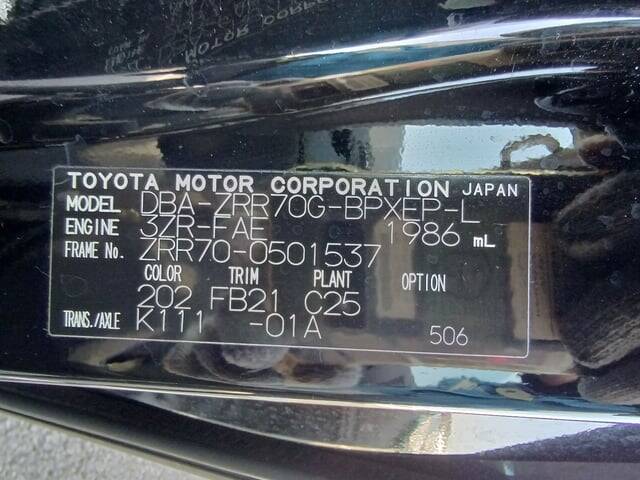 TOYOTA MOTOR CORPORATION JAPAN
MODEL DBA-ZRR70G-BPXEP-L
ENGINE 3ZR-FAE 1986 mL
FRAME No. ZRR70-0501537
COLOR TRIM PLANT OPTION
202 FB21 C25
TRANS./AXLE K111 -01A 506